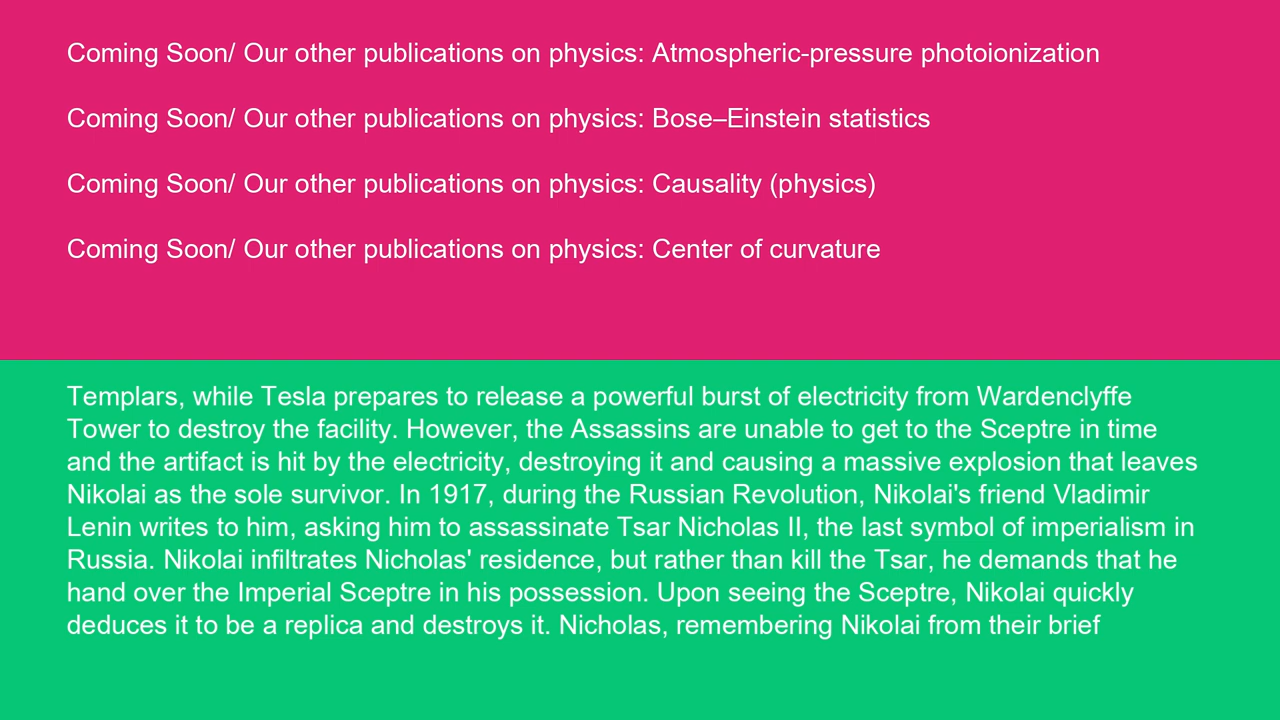 Coming Soon/ Our other publications on physics: Atmospheric-pressure photoionization
Coming Soon/ Our other publications on physics: Bose–Einstein statistics
Coming Soon/ Our other publications on physics: Causality (physics)
Coming Soon/ Our other publications on physics: Center of curvature
Templars, while Tesla prepares to release a powerful burst of electricity from Wardenclyffe
Tower to destroy the facility. However, the Assassins are unable to get to the Sceptre in time
and the artifact is hit by the electricity, destroying it and causing a massive explosion that leaves
Nikolai as the sole survivor. In 1917, during the Russian Revolution, Nikolai's friend Vladimir
Lenin writes to him, asking him to assassinate Tsar Nicholas II, the last symbol of imperialism in
Russia. Nikolai infiltrates Nicholas' residence, but rather than kill the Tsar, he demands that he
hand over the Imperial Sceptre in his possession. Upon seeing the Sceptre, Nikolai quickly
deduces it to be a replica and destroys it. Nicholas, remembering Nikolai from their brief